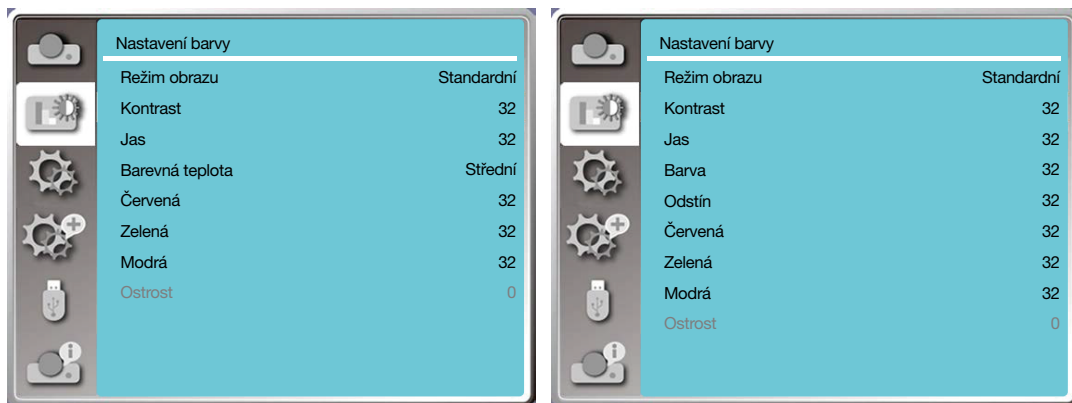 Nastavení barvy
Režim obrazu Standardní
Kontrast 32
Jas 32
Barevná teplota Střední
Červená 32
Zelená 32
Modrá 32
Ostrost 0
Nastavení barvy
Režim obrazu Standardní
Kontrast 32
Jas 32
Barva 32
Odstín 32
Červená 32
Zelená 32
Modrá 32
Ostrost 0